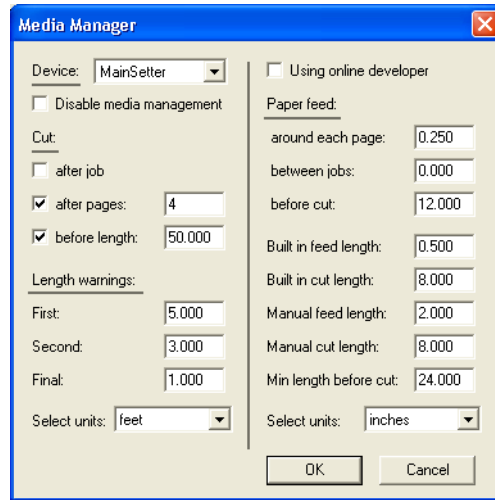 Media Manager
Device: MainSetter
Disable media management
Cut:
after job
after pages: 4
before length: 50.000
Length warnings:
First: 5.000
Second: 3.000
Final: 1.000
Select units: feet
Using online developer
Paper feed:
around each page: 0.250
between jobs: 0.000
before cut: 12.000
Built in feed length: 0.500
Built in cut length: 8.000
Manual feed length: 2.000
Manual cut length: 8.000
Min length before cut: 24.000
Select units: inches
OK Cancel